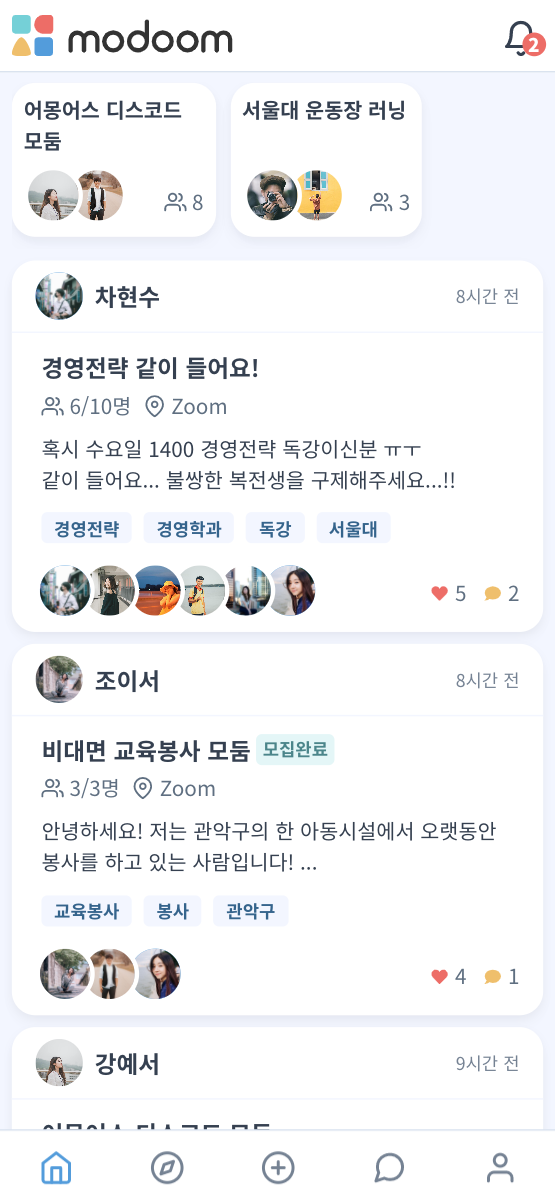 modoom
2
어몽어스 디스코드
모둠
8
서울대 운동장 러닝
3
차현수
8시간 전
경영전략 같이 들어요!
6/10명 Zoom
혹시 수요일 1400 경영전략 독강이신분 ㅠㅜ
같이 들어요... 불쌍한 복전생을 구제해주세요...!!
경영전략 경영학과 독강 서울대
5 2
조이서
8시간 전
비대면 교육봉사 모둠 모집완료
3/3명 Zoom
안녕하세요! 저는 관악구의 한 아동시설에서 오랫동안
봉사를 하고 있는 사람입니다! ...
교육봉사 봉사 관악구
4 1
강예서
9시간 전